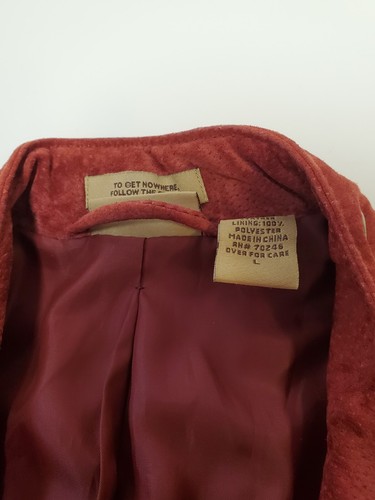 TO GET NOWHERE,
FOLLOW THE
LINING: 100%
POLYESTER
MADE IN CHINA
RN# 70246
OVER FOR CARE
L